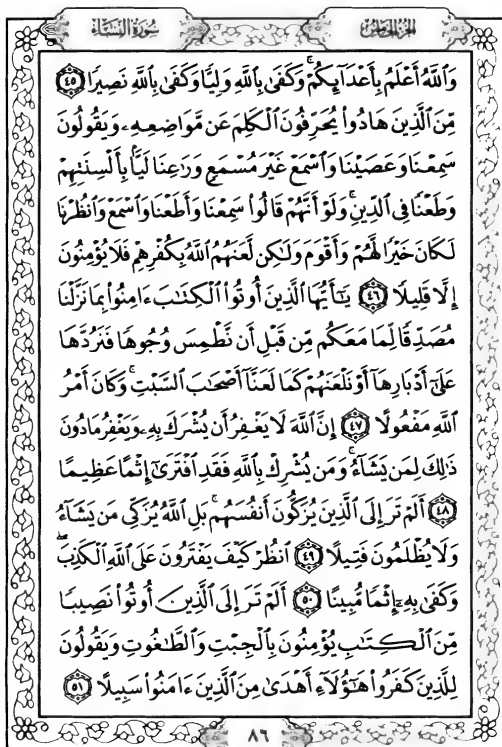 سُورَةُ النِّسَاءِ
الجزء الخامس
وَٱللَّهُ أَعْلَمُ بِأَعْدَآئِكُمْ ۚ وَكَفَىٰ بِٱللَّهِ وَلِيًّا وَكَفَىٰ بِٱللَّهِ نَصِيرًا ٤٥
مِّنَ ٱلَّذِينَ هَادُوا۟ يُحَرِّفُونَ ٱلْكَلِمَ عَن مَّوَاضِعِهِۦ وَيَقُولُونَ
سَمِعْنَا وَعَصَيْنَا وَٱسْمَعْ غَيْرَ مُسْمَعٍ وَرَٰعِنَا لَيًّۢا بِأَلْسِنَتِهِمْ
وَطَعْنًا فِى ٱلدِّينِ ۚ وَلَوْ أَنَّهُمْ قَالُوا۟ سَمِعْنَا وَأَطَعْنَا وَٱسْمَعْ وَٱنظُرْنَا
لَكَانَ خَيْرًا لَّهُمْ وَأَقْوَمَ وَلَٰكِن لَّعَنَهُمُ ٱللَّهُ بِكُفْرِهِمْ فَلَا يُؤْمِنُونَ
إِلَّا قَلِيلًا ٤٦ يَٰٓأَيُّهَا ٱلَّذِينَ أُوتُوا۟ ٱلْكِتَٰبَ ءَامِنُوا۟ بِمَا نَزَّلْنَا
مُصَدِّقًا لِّمَا مَعَكُم مِّن قَبْلِ أَن نَّطْمِسَ وُجُوهًا فَنَرُدَّهَا
عَلَىٰٓ أَدْبَارِهَآ أَوْ نَلْعَنَهُمْ كَمَا لَعَنَّآ أَصْحَٰبَ ٱلسَّبْتِ ۚ وَكَانَ أَمْرُ
ٱللَّهِ مَفْعُولًا ٤٧ إِنَّ ٱللَّهَ لَا يَغْفِرُ أَن يُشْرَكَ بِهِۦ وَيَغْفِرُ مَا دُونَ
ذَٰلِكَ لِمَن يَشَآءُ ۚ وَمَن يُشْرِكْ بِٱللَّهِ فَقَدِ ٱفْتَرَىٰٓ إِثْمًا عَظِيمًا
٤٨ أَلَمْ تَرَ إِلَى ٱلَّذِينَ يُزَكُّونَ أَنفُسَهُم ۚ بَلِ ٱللَّهُ يُزَكِّى مَن يَشَآءُ
وَلَا يُظْلَمُونَ فَتِيلًا ٤٩ ٱنظُرْ كَيْفَ يَفْتَرُونَ عَلَى ٱللَّهِ ٱلْكَذِبَ ۖ
وَكَفَىٰ بِهِۦٓ إِثْمًا مُّبِينًا ٥٠ أَلَمْ تَرَ إِلَى ٱلَّذِينَ أُوتُوا۟ نَصِيبًا
مِّنَ ٱلْكِتَٰبِ يُؤْمِنُونَ بِٱلْجِبْتِ وَٱلطَّٰغُوتِ وَيَقُولُونَ
لِلَّذِينَ كَفَرُوا۟ هَٰٓؤُلَآءِ أَهْدَىٰ مِنَ ٱلَّذِينَ ءَامَنُوا۟ سَبِيلًا ٥١
٨٦